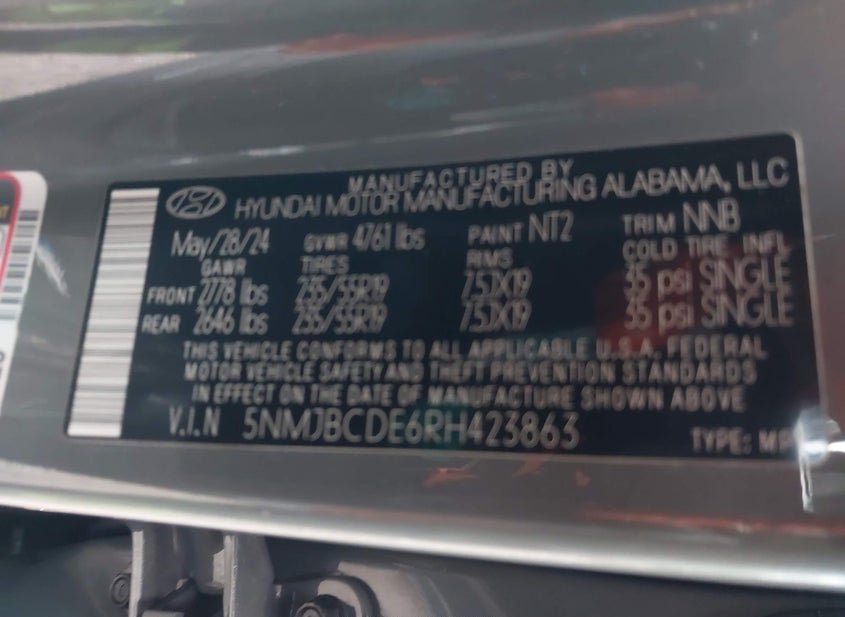 MANUFACTURED BY
HYUNDAI MOTOR MANUFACTURING ALABAMA, LLC
May/28/24 GVWR 4761 lbs PAINT NT2 TRIM NNB
GAWR TIRES RIMS COLD TIRE INFL
FRONT 2778 lbs 235/55R19 7.5JX19 35 psi SINGLE
REAR 2646 lbs 235/55R19 7.5JX19 35 psi SINGLE
THIS VEHICLE CONFORMS TO ALL APPLICABLE U.S.A. FEDERAL
MOTOR VEHICLE SAFETY AND THEFT PREVENTION STANDARDS
IN EFFECT ON THE DATE OF MANUFACTURE SHOWN ABOVE
V.I.N 5NMJBCDE6RH423863 TYPE: